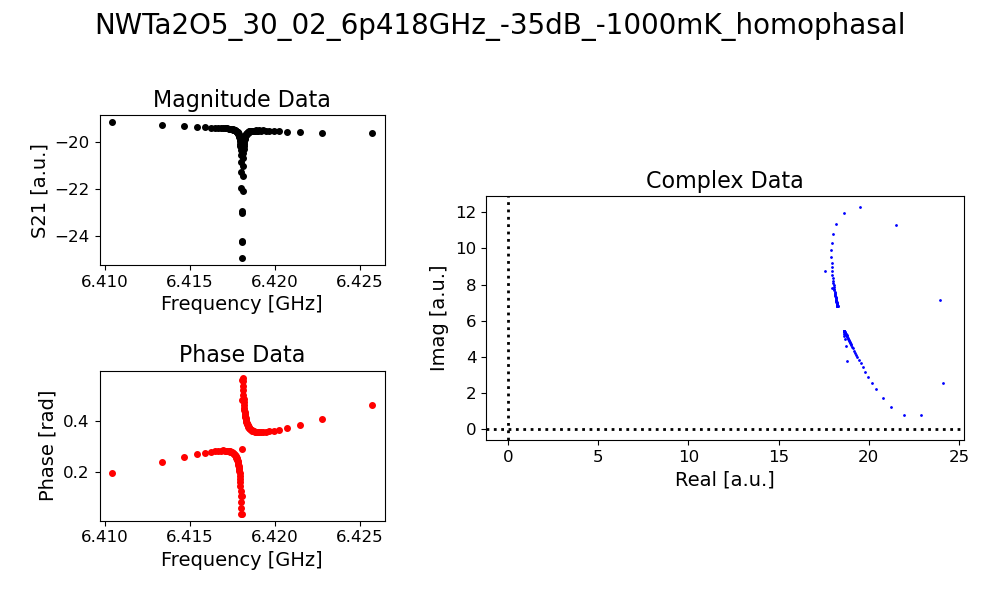 NWTa2O5_30_02_6p418GHz_-35dB_-1000mK_homophasal
Magnitude Data
S21 [a.u.]
−20
−22
−24
6.410
6.415
6.420
6.425
Frequency [GHz]
Phase Data
Phase [rad]
0.4
0.2
6.410
6.415
6.420
6.425
Frequency [GHz]
Complex Data
Imag [a.u.]
12
10
8
6
4
2
0
0
5
10
15
20
25
Real [a.u.]